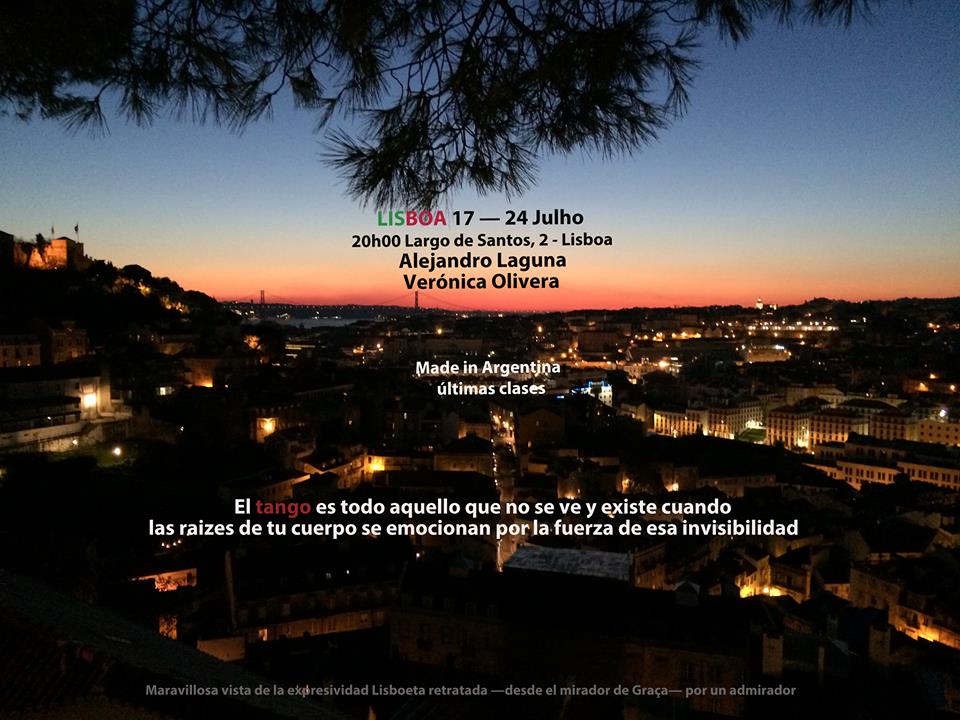 LISBOA 17 — 24 Julho
20h00 Largo de Santos, 2 - Lisboa
Alejandro Laguna
Verónica Olivera
Made in Argentina
últimas clases
El tango es todo aquello que no se ve y existe cuando
las raizes de tu cuerpo se emocionan por la fuerza de esa invisibilidad
Maravillosa vista de la expresividad Lisboeta retratada —desde el mirador de Graça— por un admirador